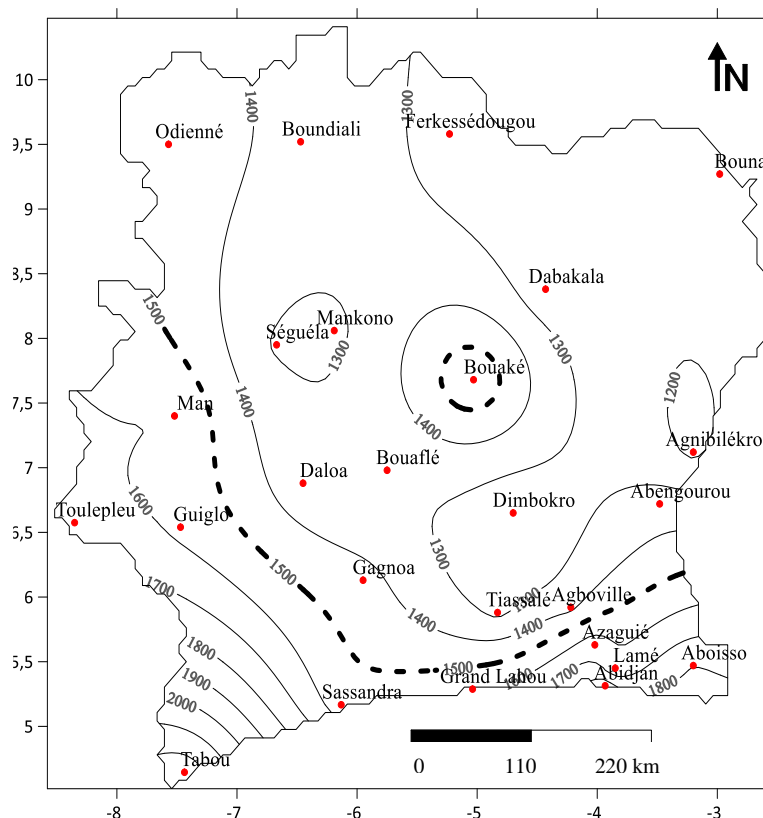 N
10
9,5
9
8,5
8
7,5
7
6,5
6
5,5
5
-8
-7
-6
-5
-4
-3
1400
1300
Odienné
Boundiali
Ferkessédougou
Bouna
Dabakala
1500
Mankono
Séguéla
1300
1300
Bouaké
1200
1400
1400
Man
Agnibilékro
Daloa
Bouaflé
1600
Toulepleu
Guiglo
Dimbokro
Abengourou
1300
1500
Gagnoa
1700
Tiassalé
Agboville
1400
1400
Azaguié
1800
1500
Lamé
Aboisso
1900
Grand Lahou
1700
Abidjan
1800
2000
Sassandra
Tabou
0
110
220 km